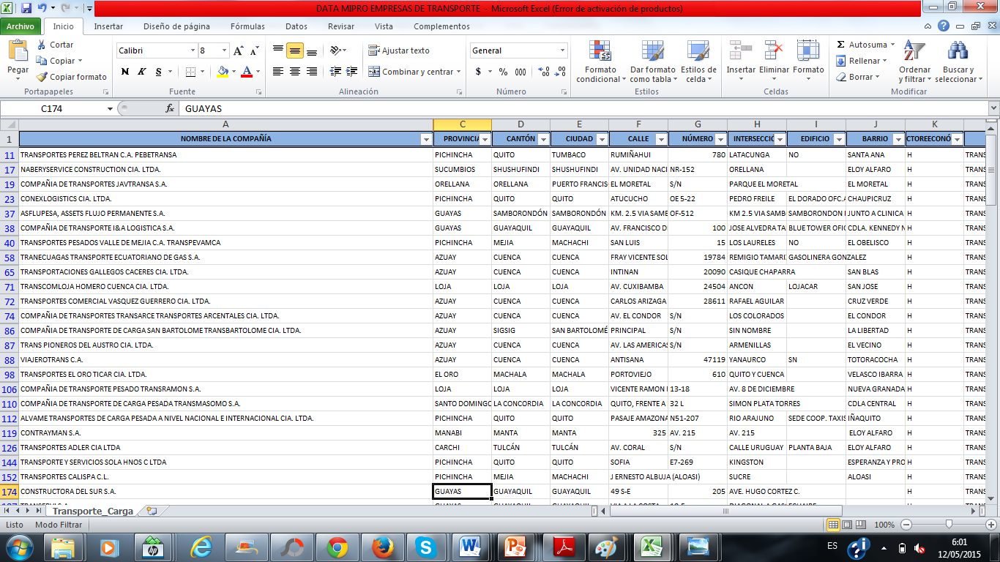 DATA MIPRO EMPRESAS DE TRANSPORTE - Microsoft Excel (Error de activación de productos)
Archivo Inicio Insertar Diseño de página Fórmulas Datos Revisar Vista Complementos
Pegar Cortar Copiar Copiar formato Portapapeles
Calibri 8 N K S Fuente
Ajustar texto Combinar y centrar Alineación
General $ % 000 Número
Formato condicional Dar formato como tabla Estilos de celda Estilos
Insertar Eliminar Formato Celdas
Autosuma Rellenar Borrar Ordenar y filtrar Buscar y seleccionar Modificar
C174 fx GUAYAS
A C D E F G H I J K
1 NOMBRE DE LA COMPAÑÍA PROVINCIA CANTÓN CIUDAD CALLE NÚMERO INTERSECCIÓ EDIFICIO BARRIO CTOREECONÓ
11 TRANSPORTES PEREZ BELTRAN C.A. PEBETRANSA PICHINCHA QUITO TUMBACO RUMIÑAHUI 780 LATACUNGA NO SANTA ANA H TRANS
17 NABERYSERVICE CONSTRUCTION CIA. LTDA. SUCUMBIOS SHUSHUFINDI SHUSHUFINDI AV. UNIDAD NACI NR-152 ORELLANA ELOY ALFARO H TRANS
19 COMPAÑIA DE TRANSPORTES JAVTRANSA S.A. ORELLANA ORELLANA PUERTO FRANCIS EL MORETAL S/N PARQUE EL MORETAL EL MORETAL H TRANS
23 CONEXLOGISTICS CIA. LTDA. PICHINCHA QUITO QUITO ATUCUCHO OE 5-22 PEDRO FREILE EL DORADO OFC.A CHAUPICRUZ H TRANS
37 ASFLUPESA, ASSETS FLUJO PERMANENTE S.A. GUAYAS SAMBORONDÓN SAMBORONDÓN KM. 2.5 VIA SAMB OF-512 KM 2.5 VIA SAMB SAMBORONDON JUNTO A CLINICA H TRANS
38 COMPAÑIA DE TRANSPORTE I&A LOGISTICA S.A. GUAYAS GUAYAQUIL GUAYAQUIL AV. FRANCISCO D 100 JOSE ALVEDRA TA BLUE TOWER OFIC CDLA. KENNEDY N H TRANS
40 TRANSPORTES PESADOS VALLE DE MEJIA C.A. TRANSPEVAMCA PICHINCHA MEJIA MACHACHI SAN LUIS 15 LOS LAURELES NO EL OBELISCO H TRANS
58 TRANECUAGAS TRANSPORTE ECUATORIANO DE GAS S.A. AZUAY CUENCA CUENCA FRAY VICENTE SOL 19784 REMIGIO TAMARI GASOLINERA GONZALEZ H TRANS
65 TRANSPORTACIONES GALLEGOS CACERES CIA. LTDA. AZUAY CUENCA CUENCA INTINAN 20090 CASIQUE CHAPARRA SAN BLAS H TRANS
71 TRANSCOMLOJA HOMERO CUENCA CIA. LTDA. LOJA LOJA LOJA AV. CUXIBAMBA 24504 ANCON LOJACAR SAN JOSE H TRANS
72 TRANSPORTES COMERCIAL VASQUEZ GUERRERO CIA. LTDA. AZUAY CUENCA CUENCA CARLOS ARIZAGA 28611 RAFAEL AGUILAR CRUZ VERDE H TRANS
74 COMPAÑIA DE TRANSPORTES TRANSARCE TRANSPORTES ARCENTALES CIA. LTDA. AZUAY CUENCA CUENCA AV. EL CONDOR S/N LOS COLORADOS EL CONDOR H TRANS
86 COMPAÑIA DE TRANSPORTE DE CARGA SAN BARTOLOME TRANSBARTOLOME CIA. LTDA. AZUAY SIGSIG SAN BARTOLOMÉ PRINCIPAL S/N SIN NOMBRE LA LIBERTAD H TRANS
87 TRANS PIONEROS DEL AUSTRO CIA. LTDA. AZUAY CUENCA CUENCA AV. LAS AMERICAS S/N ARMENILLAS EL VECINO H TRANS
88 VIAJEROTRANS C.A. AZUAY CUENCA CUENCA ANTISANA 47119 YANAURCO SN TOTORACOCHA H TRANS
98 TRANSPORTES EL ORO TICAR CIA. LTDA. EL ORO MACHALA MACHALA PORTOVIEJO 610 QUITO Y CUENCA VELASCO IBARRA H TRANS
106 COMPAÑIA DE TRANSPORTE PESADO TRANSRAMON S.A. LOJA LOJA LOJA VICENTE RAMON 13-18 AV. 8 DE DICIEMBRE NUEVA GRANADA H TRANS
110 COMPAÑIA DE TRANSPORTE DE CARGA PESADA TRANSMASOMO S.A. SANTO DOMINGO LA CONCORDIA LA CONCORDIA QUITO, FRENTE A 32 L SIMON PLATA TORRES CDLA CENTRAL H TRANS
112 ALVAME TRANSPORTES DE CARGA PESADA A NIVEL NACIONAL E INTERNACIONAL CIA. LTDA. PICHINCHA QUITO QUITO PASAJE AMAZONA N51-207 RIO ARAJUNO SEDE COOP. TAXIS IÑAQUITO H TRANS
119 CONTRAYMAN S.A. MANABI MANTA MANTA 325 AV. 215 AV. 215 ELOY ALFARO H TRANS
126 TRANSPORTES ADLER CIA LTDA CARCHI TULCÁN TULCÁN AV. CORAL S/N CALLE URUGUAY PLANTA BAJA ELOY ALFARO H TRANS
144 TRANSPORTE Y SERVICIOS SOLA HNOS C LTDA PICHINCHA QUITO QUITO SOFIA E7-269 KINGSTON ESPERANZA Y PRO H TRANS
152 TRANSPORTES CALISPA C.L. PICHINCHA MEJIA MACHACHI J ERNESTO ALBUJA (ALOASI) SUCRE ALOASI H TRANS
174 CONSTRUCTORA DEL SUR S.A. GUAYAS GUAYAQUIL GUAYAQUIL 49 S-E 205 AVE. HUGO CORTEZ C. H TRANS
Transporte_Carga
Listo Modo Filtrar 100%
ES 6:01
12/05/2015